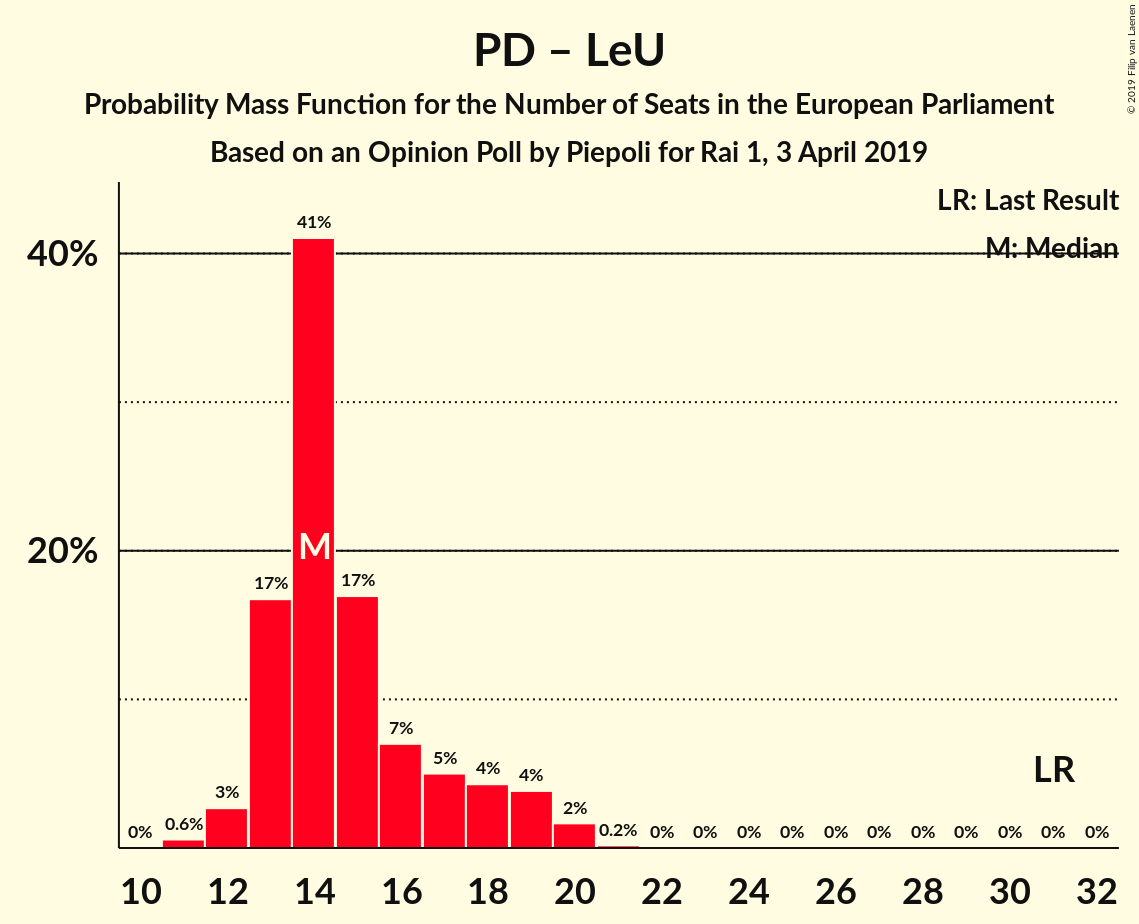 PD – LeU
Probability Mass Function for the Number of Seats in the European Parliament
Based on an Opinion Poll by Piepoli for Rai 1, 3 April 2019
© 2019 Filip van Laenen
LR: Last Result
M: Median
40%
20%
0% 0.6% 3% 17% 41% 17% 7% 5% 4% 4% 2% 0.2% 0% 0% 0% 0% 0% 0% 0% 0% 0% 0% 0%
M
LR
10 12 14 16 18 20 22 24 26 28 30 32